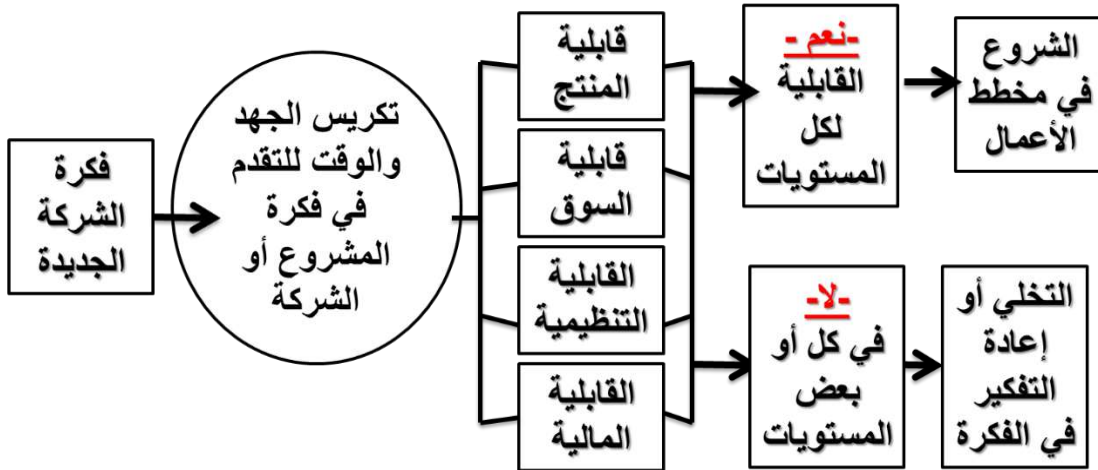 فكرة
الشركة
الجديدة
تكريس الجهد
والوقت للتقدم
في فكرة
المشروع أو
الشركة
قابلية
المنتج
قابلية
السوق
القابلية
التنظيمية
القابلية
المالية
-نعم -
القابلية
لكل
المستويات
الشروع
في مخطط
الأعمال
-لا-
في كل أو
بعض
المستويات
التخلي أو
إعادة
التفكير
في الفكرة